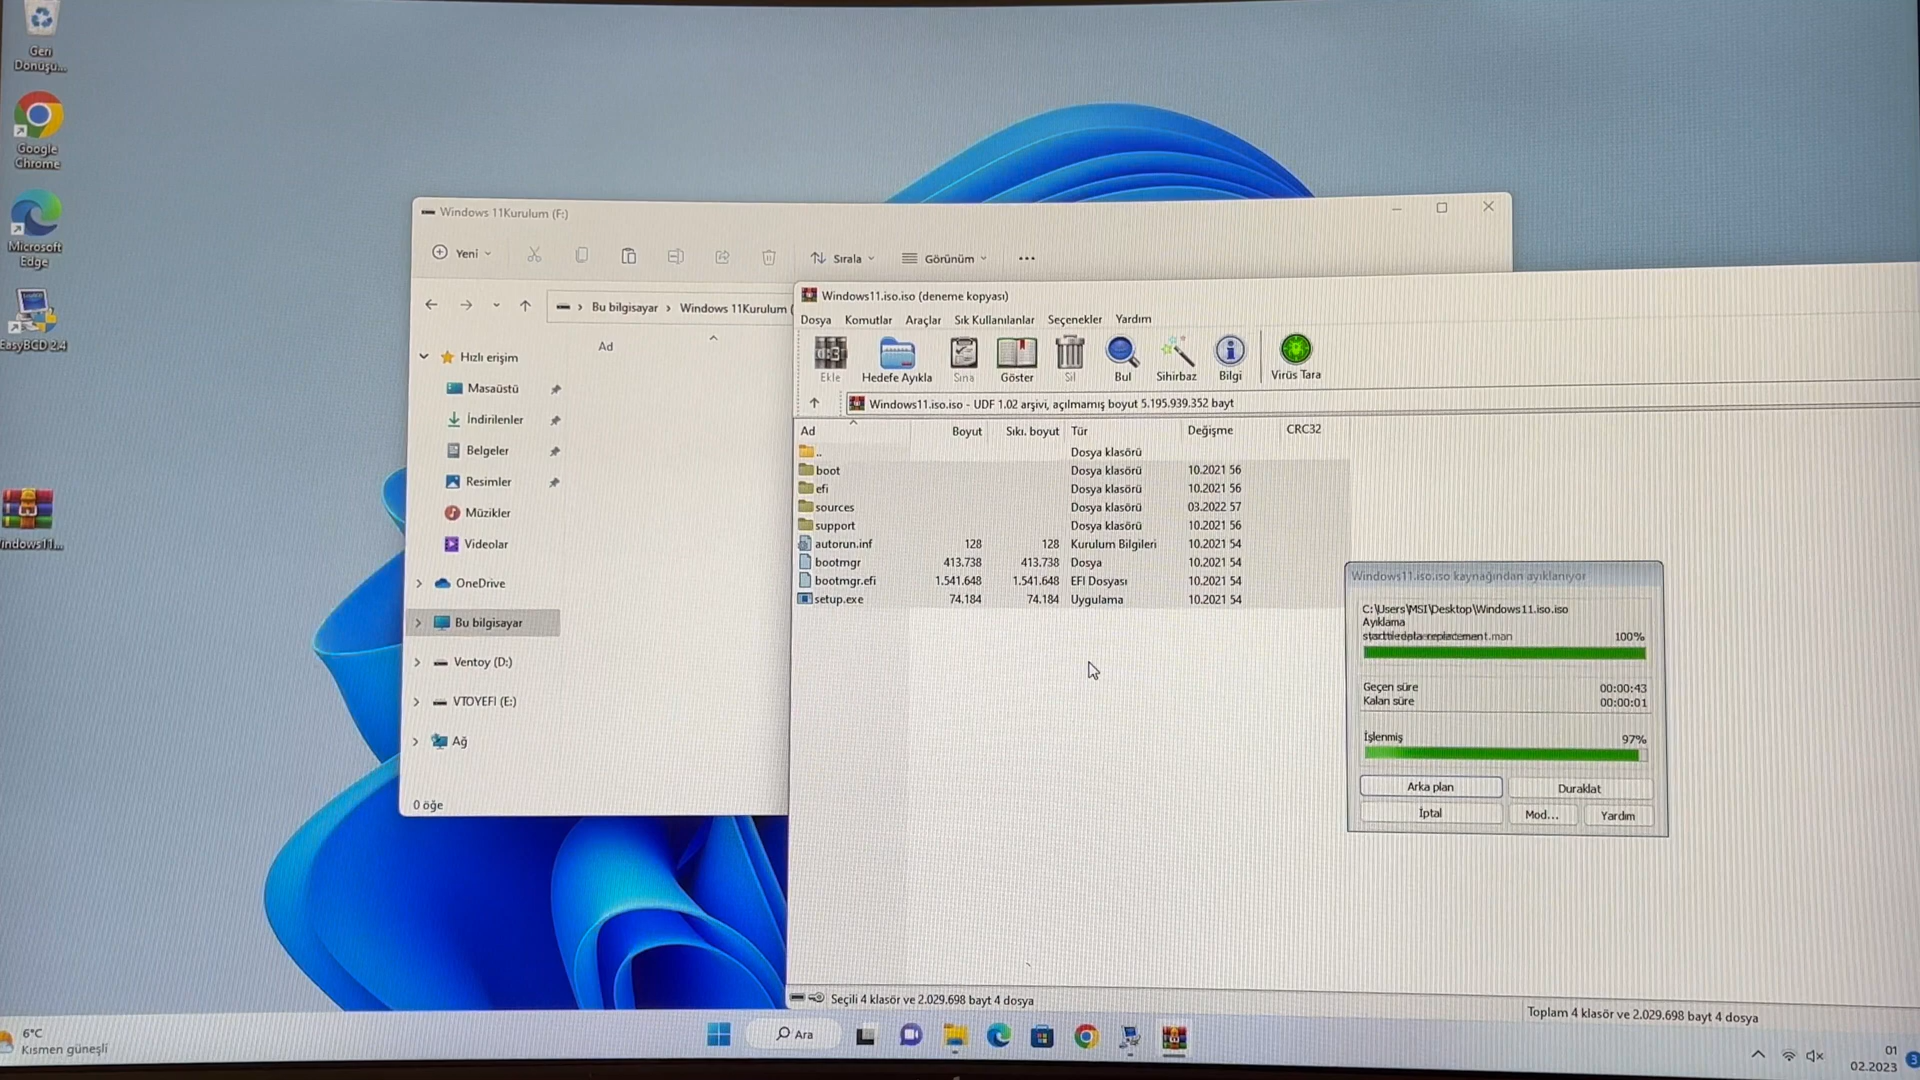 Geri
Dönüşü...
Google
Chrome
Microsoft
Edge
EasyBCD 2.4
Windows 11Kurulum (F:)
Yeni
Sırala
Görünüm
Bu bilgisayar
Windows 11Kurulum (
Ad
Hızlı erişim
Masaüstü
İndirilenler
Belgeler
Resimler
Müzikler
Videolar
OneDrive
Bu bilgisayar
Ventoy (D:)
VTOYEFI (E:)
Ağ
0 öğe
Windows11.iso.iso (deneme kopyası)
Dosya Komutlar Araçlar Sık Kullanılanlar Seçenekler Yardım
Ekle Hedefe Ayıkla Sına Göster Sil Bul Sihirbaz Bilgi Virüs Tara
Windows11.iso.iso - UDF 1.02 arşivi, açılmamış boyut 5.195.939.352 bayt
Ad Boyut Sıkı. boyut Tür Değişme CRC32
.. Dosya klasörü
boot Dosya klasörü 10.2021 56
efi Dosya klasörü 10.2021 56
sources Dosya klasörü 03.2022 57
support Dosya klasörü 10.2021 56
autorun.inf 128 128 Kurulum Bilgileri 10.2021 54
bootmgr 413.738 413.738 Dosya 10.2021 54
bootmgr.efi 1.541.648 1.541.648 EFI Dosyası 10.2021 54
setup.exe 74.184 74.184 Uygulama 10.2021 54
Seçili 4 klasör ve 2.029.698 bayt 4 dosya
Toplam 4 klasör ve 2.029.698 bayt 4 dosya
Windows11.iso.iso kaynağından ayıklanıyor
C:\Users\MSI\Desktop\Windows11.iso.iso
Ayıklama
100%
Geçen süre 00:00:43
Kalan süre 00:00:01
İşlenmiş 97%
Arka plan Duraklat
İptal Mod... Yardım
6°C
Kısmen güneşli
Ara
01
02.2023
3